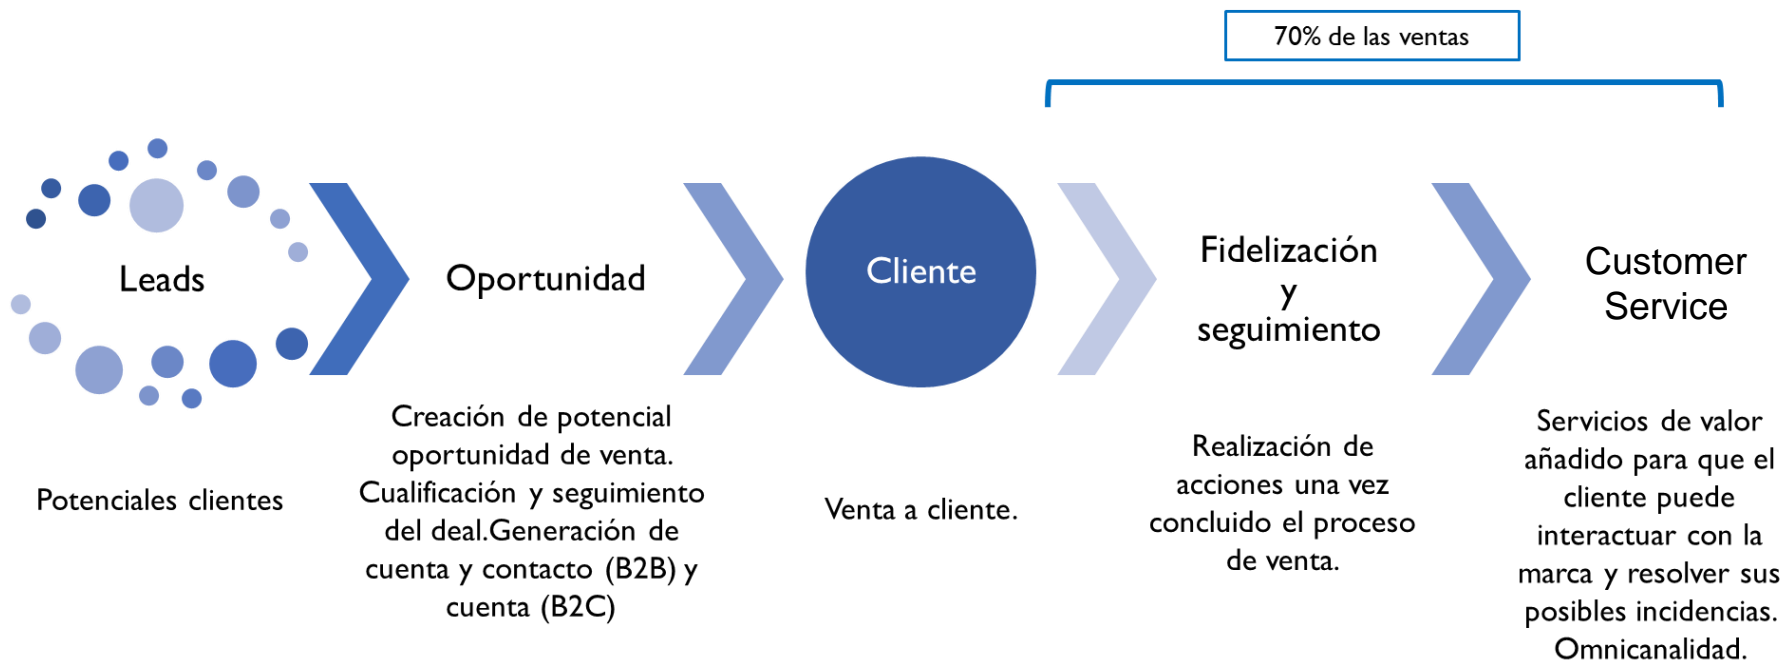 70% de las ventas
Leads
Oportunidad
Cliente
Fidelización
y
seguimiento
Customer
Service
Potenciales clientes
Creación de potencial
oportunidad de venta.
Cualificación y seguimiento
del deal.Generación de
cuenta y contacto (B2B) y
cuenta (B2C)
Venta a cliente.
Realización de
acciones una vez
concluido el proceso
de venta.
Servicios de valor
añadido para que el
cliente puede
interactuar con la
marca y resolver sus
posibles incidencias.
Omnicanalidad.